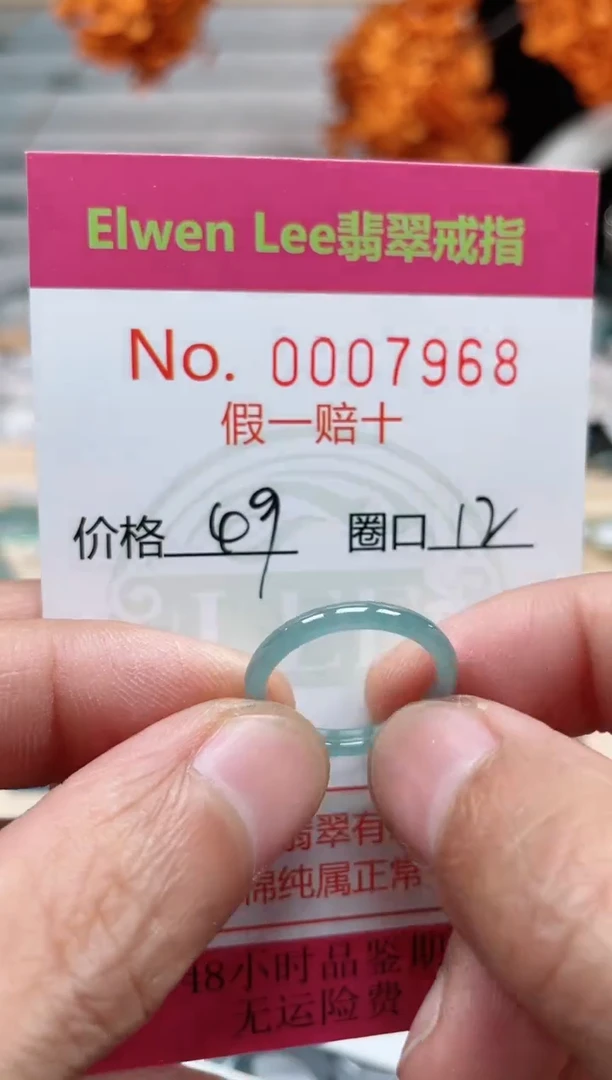 Elwen Lee翡翠戒指
No. 0007968
假一赔十
价格 69 圈口 12
翡翠有
棉纯属正常
48小时品鉴期
无运险费